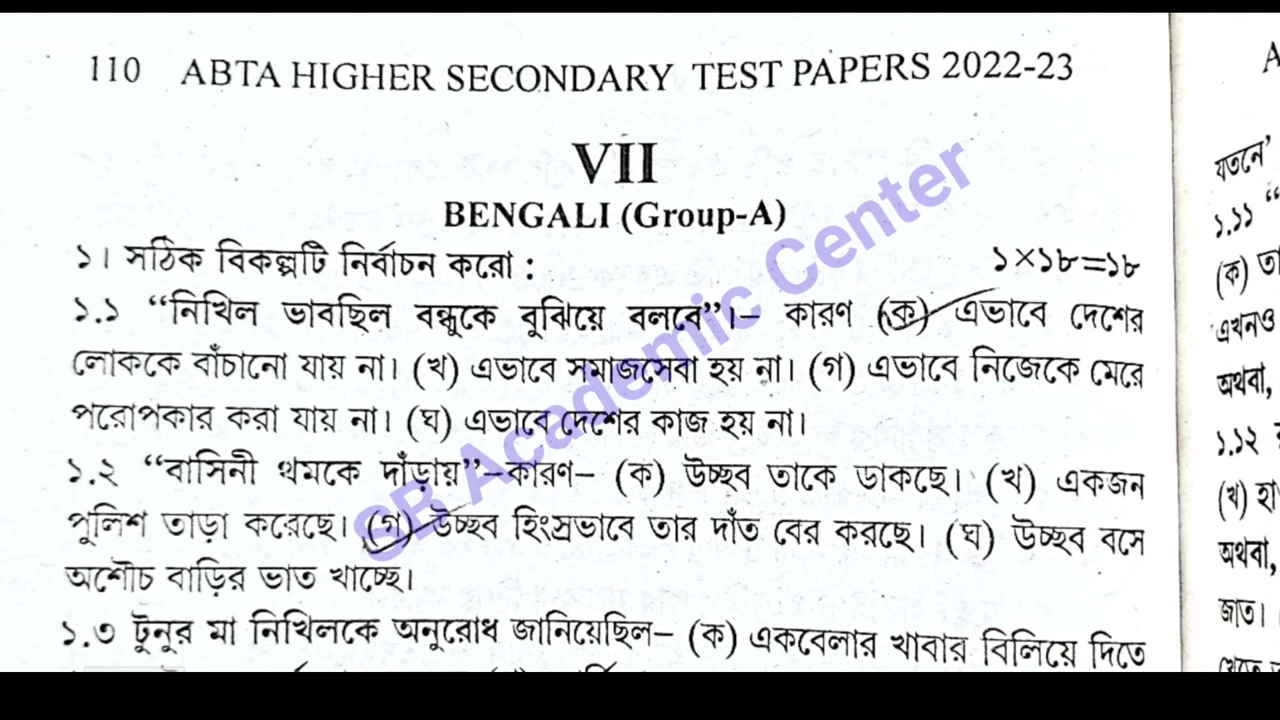 110 ABTA HIGHER SECONDARY TEST PAPERS 2022-23
VII
BENGALI (Group-A)
১। সঠিক বিকল্পটি নির্বাচন করো : ১×১৮=১৮
১.১ “নিখিল ভাবছিল বন্ধুকে বুঝিয়ে বলবে”।– কারণ (ক) এভাবে দেশের
লোককে বাঁচানো যায় না। (খ) এভাবে সমাজসেবা হয় না। (গ) এভাবে নিজেকে মেরে
পরোপকার করা যায় না। (ঘ) এভাবে দেশের কাজ হয় না।
১.২ “বাসিনী থমকে দাঁড়ায়”–কারণ– (ক) উচ্ছব তাকে ডাকছে। (খ) একজন
পুলিশ তাড়া করেছে। (গ) উচ্ছব হিংস্রভাবে তার দাঁত বের করছে। (ঘ) উচ্ছব বসে
অশৌচ বাড়ির ভাত খাচ্ছে।
১.৩ টুনুর মা নিখিলকে অনুরোধ জানিয়েছিল– (ক) একবেলার খাবার বিলিয়ে দিতে
SB Academic Center
যতনে’
১.১১ “
(ক) তা
এখনও
অথবা,
১.১২
(খ) হা
অথবা,
জাত।